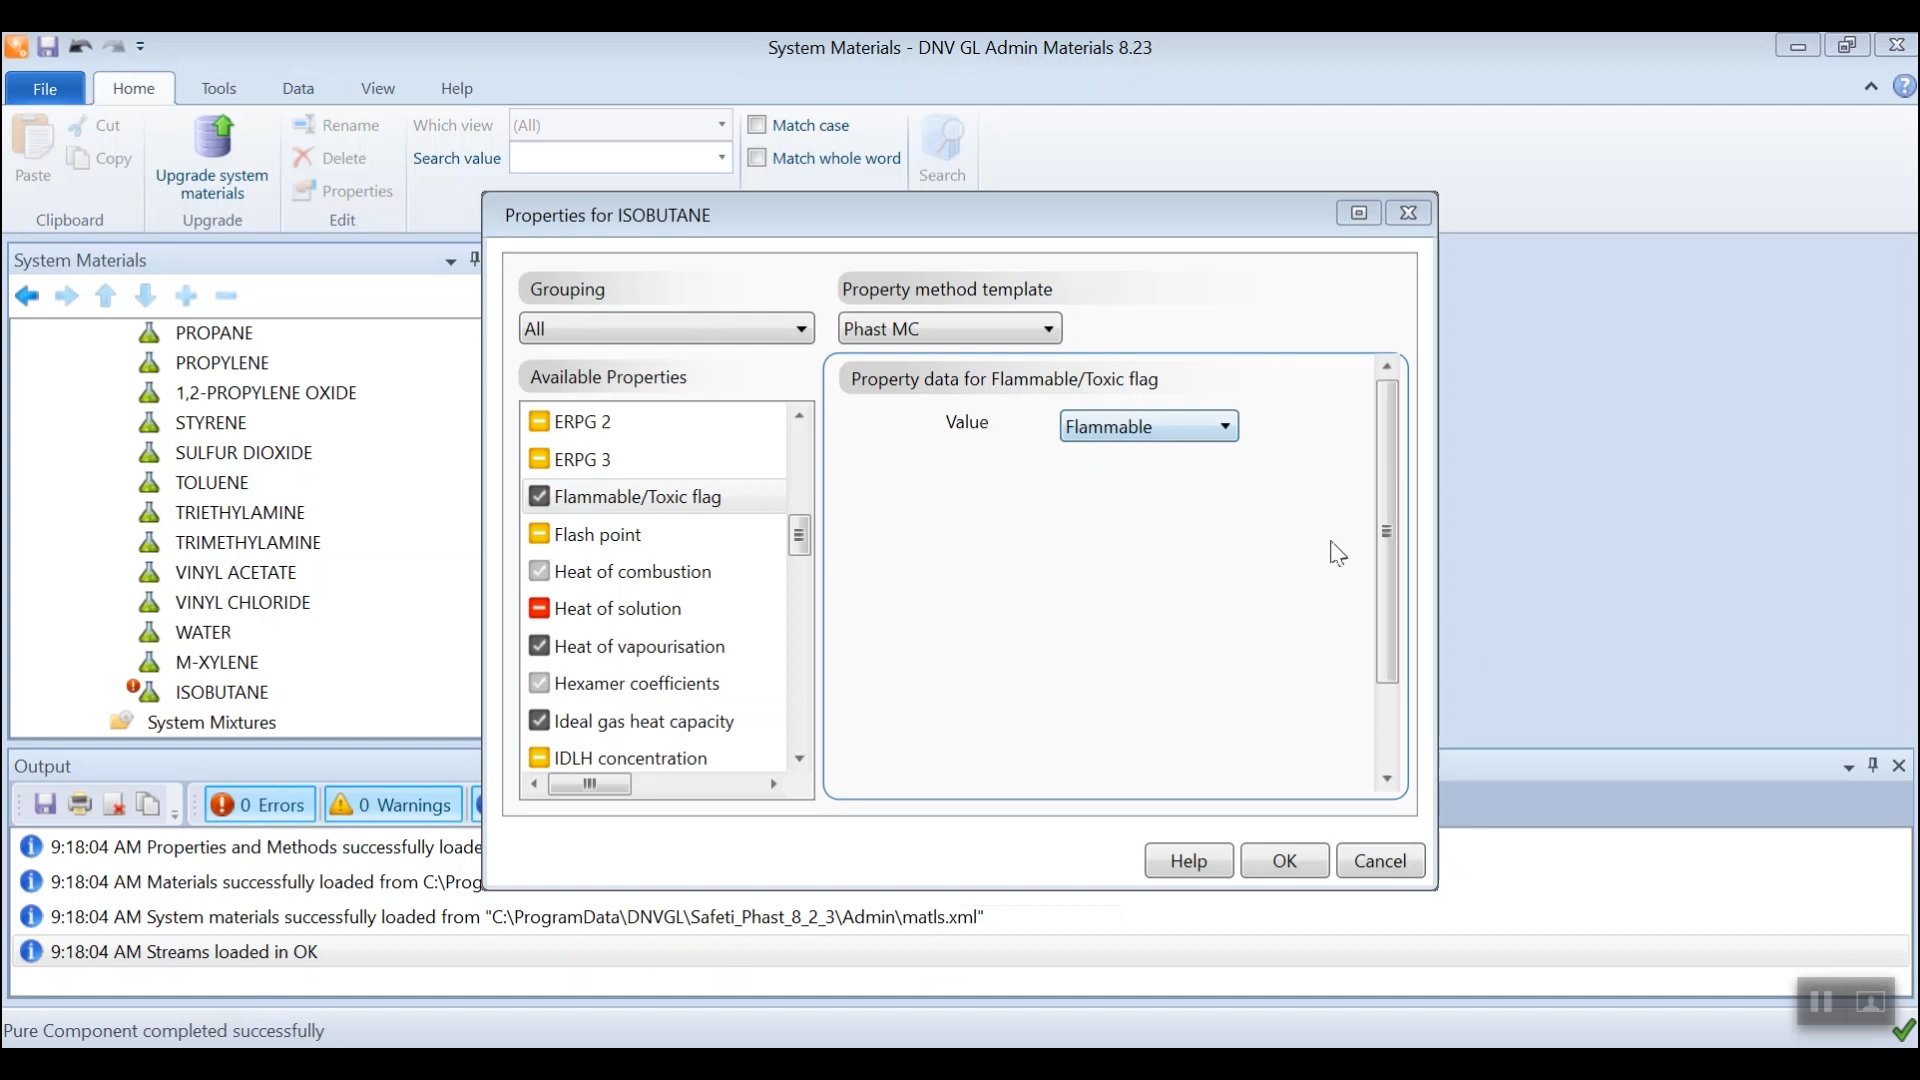 System Materials - DNV GL Admin Materials 8.23
File Home Tools Data View Help
Paste
Cut
Copy
Clipboard
Upgrade system
materials
Upgrade
Rename
Delete
Properties
Edit
Which view (All)
Search value
Match case
Match whole word
Search
System Materials
PROPANE
PROPYLENE
1,2-PROPYLENE OXIDE
STYRENE
SULFUR DIOXIDE
TOLUENE
TRIETHYLAMINE
TRIMETHYLAMINE
VINYL ACETATE
VINYL CHLORIDE
WATER
M-XYLENE
ISOBUTANE
System Mixtures
Properties for ISOBUTANE
Grouping
All
Property method template
Phast MC
Available Properties
ERPG 2
ERPG 3
Flammable/Toxic flag
Flash point
Heat of combustion
Heat of solution
Heat of vapourisation
Hexamer coefficients
Ideal gas heat capacity
IDLH concentration
Property data for Flammable/Toxic flag
Value Flammable
Help OK Cancel
Output
0 Errors 0 Warnings
9:18:04 AM Properties and Methods successfully loade
9:18:04 AM Materials successfully loaded from C:\Prog
9:18:04 AM System materials successfully loaded from "C:\ProgramData\DNVGL\Safeti_Phast_8_2_3\Admin\matls.xml"
9:18:04 AM Streams loaded in OK
Pure Component completed successfully